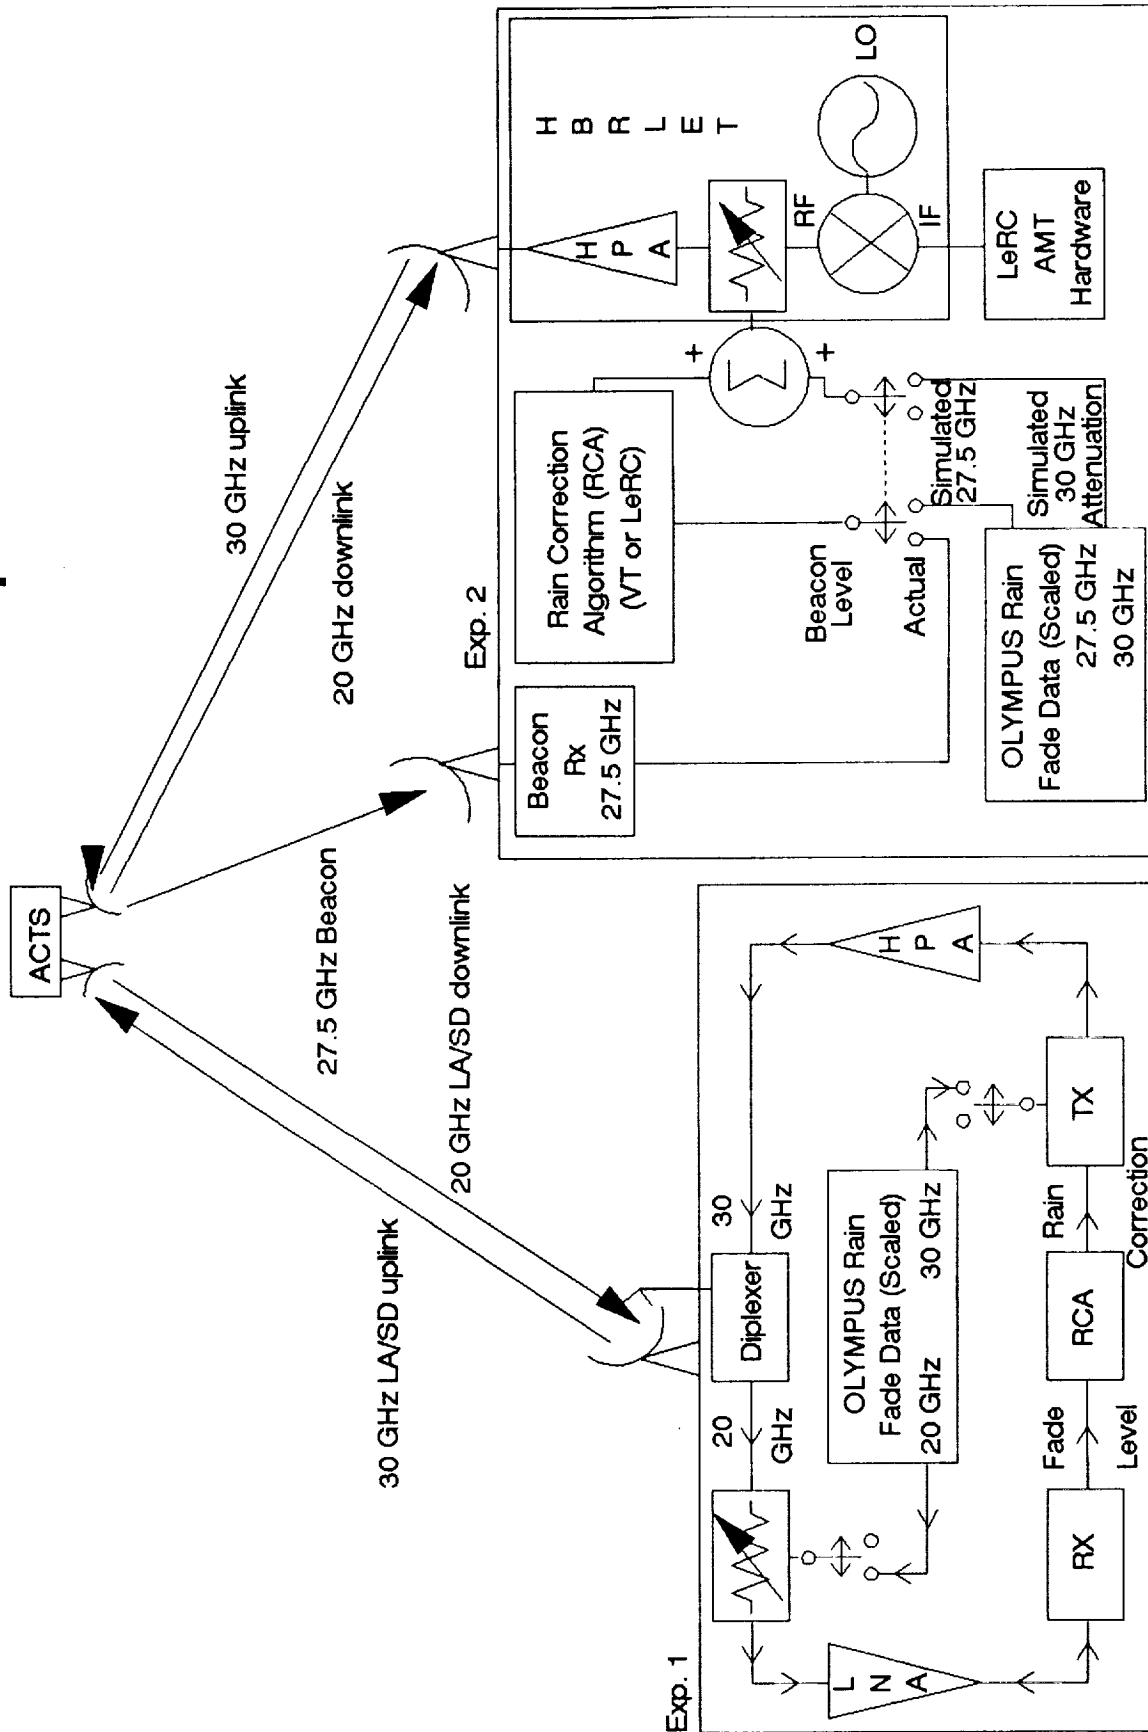 ACTS
30 GHz LA/SD uplink
20 GHz LA/SD downlink
27.5 GHz Beacon
20 GHz downlink
30 GHz uplink
Exp. 1
20
GHz
Diplexer
30
GHz
L
N
A
OLYMPUS Rain
Fade Data (Scaled)
20 GHz
30 GHz
H
P
A
RX
Fade
Level
RCA
Rain
Correction
TX
Exp. 2
Beacon
Rx
27.5 GHz
Rain Correction
Algorithm (RCA)
(VT or LeRC)
Σ
+
+
H
P
A
H
B
R
L
E
T
RF
IF
LO
LeRC
AMT
Hardware
Beacon
Level
Actual
Simulated
27.5 GHz
Simulated
30 GHz
Attenuation
OLYMPUS Rain
Fade Data (Scaled)
27.5 GHz
30 GHz